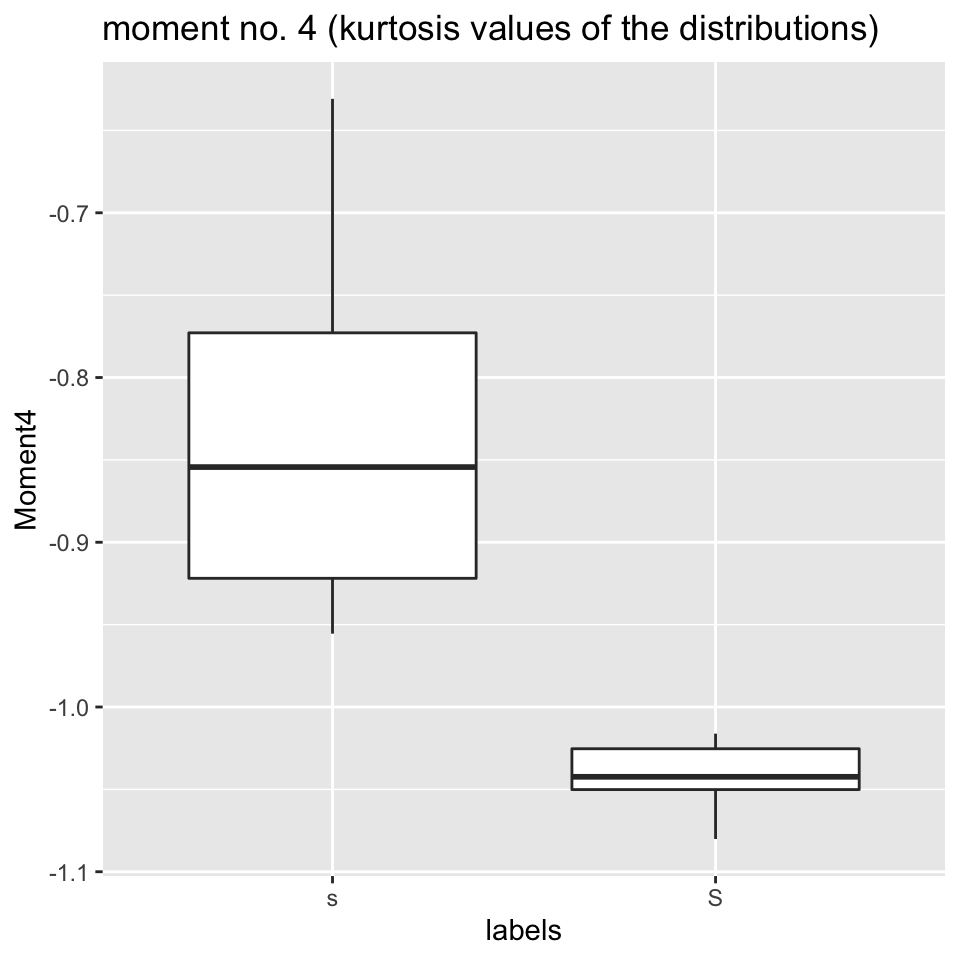 moment no. 4 (kurtosis values of the distributions)
Moment4
-0.7
-0.8
-0.9
-1.0
-1.1
s S
labels